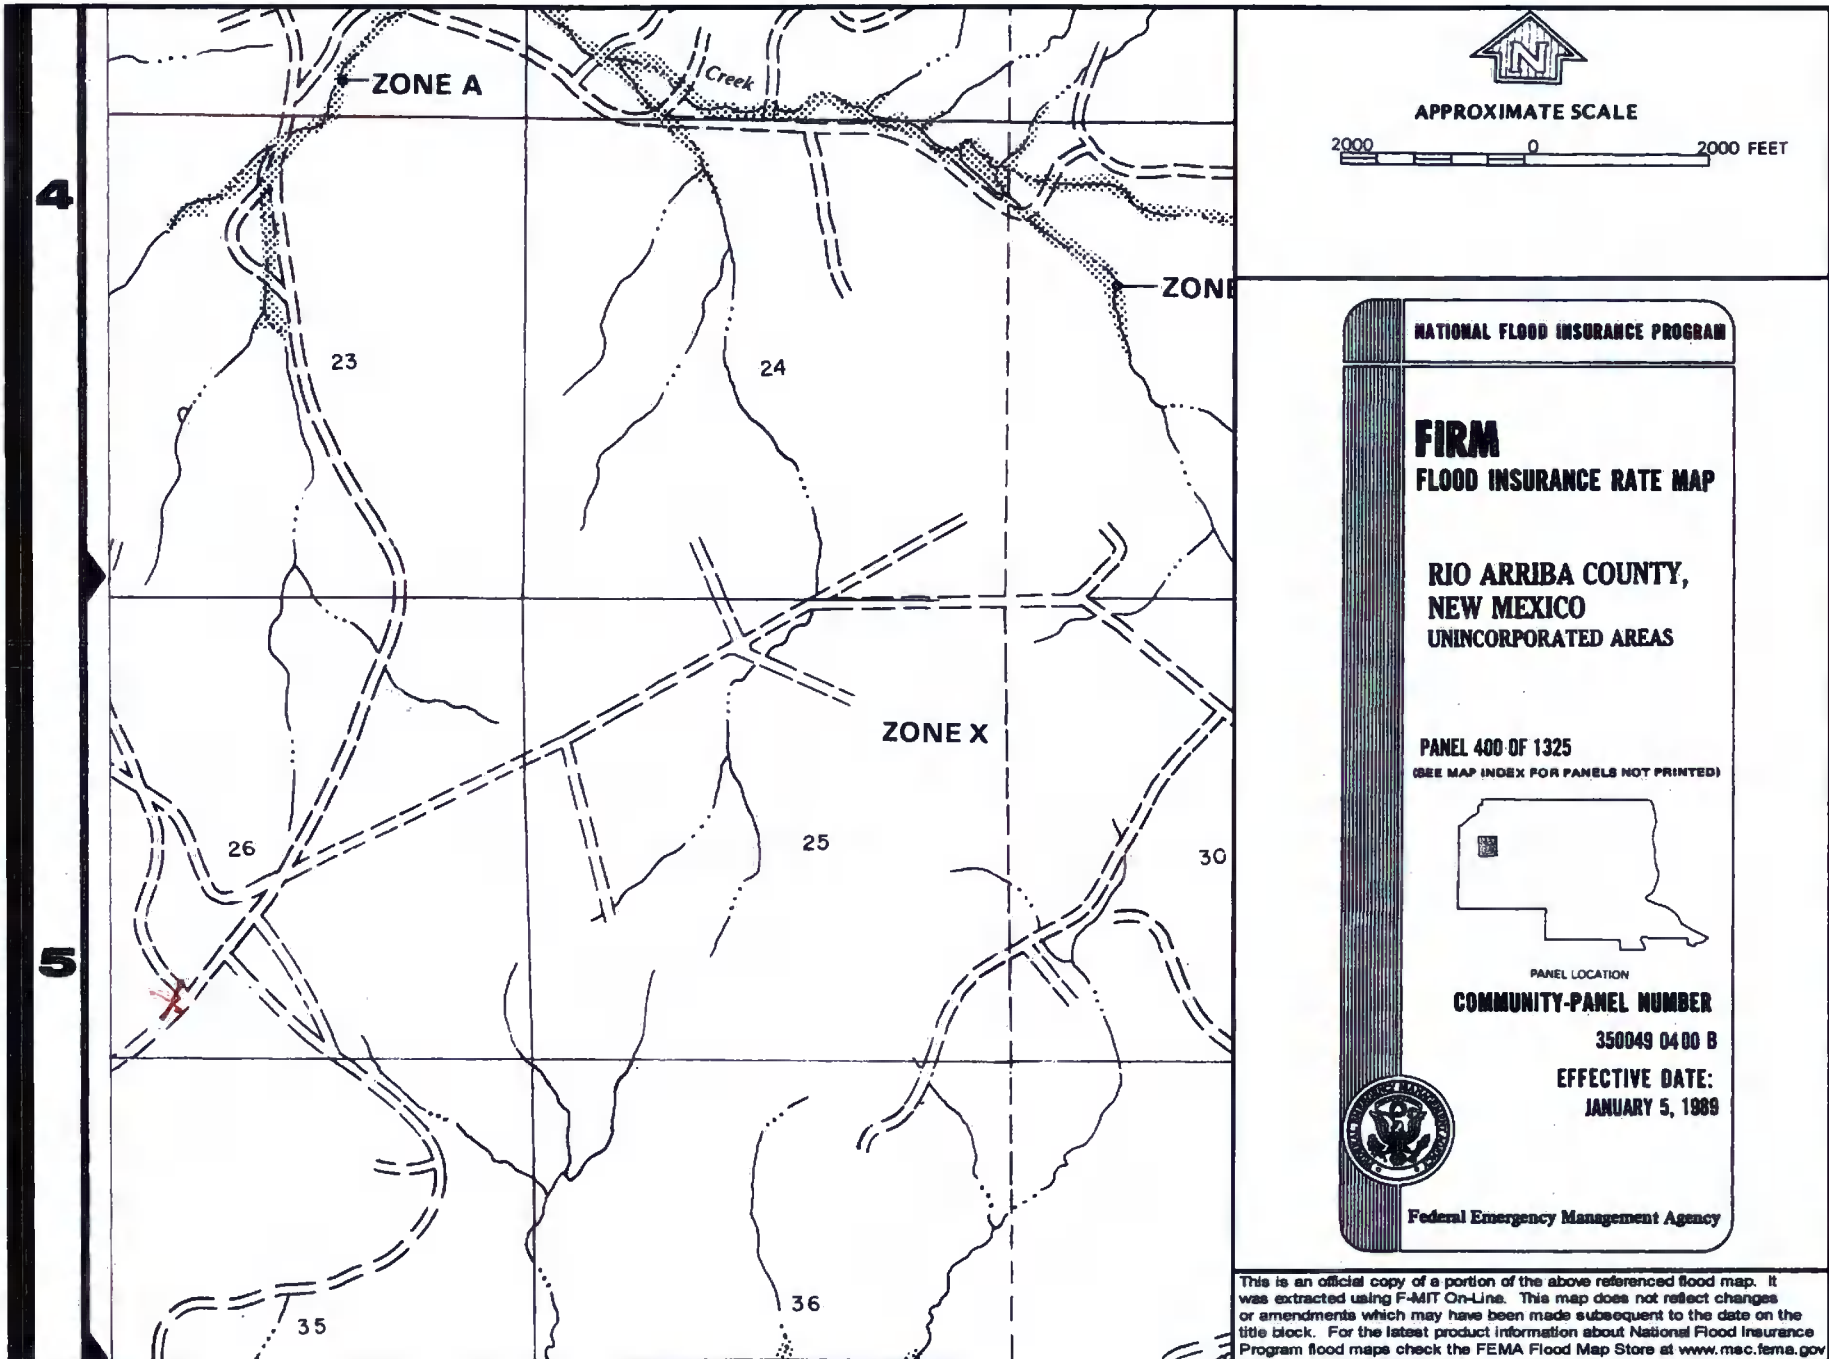 ZONE A
Creek
4
ZONE
23
24
ZONE X
26
25
30
5
36
35
N
APPROXIMATE SCALE
2000 0 2000 FEET
NATIONAL FLOOD INSURANCE PROGRAM
FIRM
FLOOD INSURANCE RATE MAP
RIO ARRIBA COUNTY,
NEW MEXICO
UNINCORPORATED AREAS
PANEL 400 OF 1325
(SEE MAP INDEX FOR PANELS NOT PRINTED)
PANEL LOCATION
COMMUNITY-PANEL NUMBER
350049 0400 B
EFFECTIVE DATE:
JANUARY 5, 1989
FEDERAL EMERGENCY MANAGEMENT AGENCY
Federal Emergency Management Agency
This is an official copy of a portion of the above referenced flood map. It
was extracted using F-MIT On-Line. This map does not reflect changes
or amendments which may have been made subsequent to the date on the
title block. For the latest product information about National Flood Insurance
Program flood maps check the FEMA Flood Map Store at www.msc.fema.gov